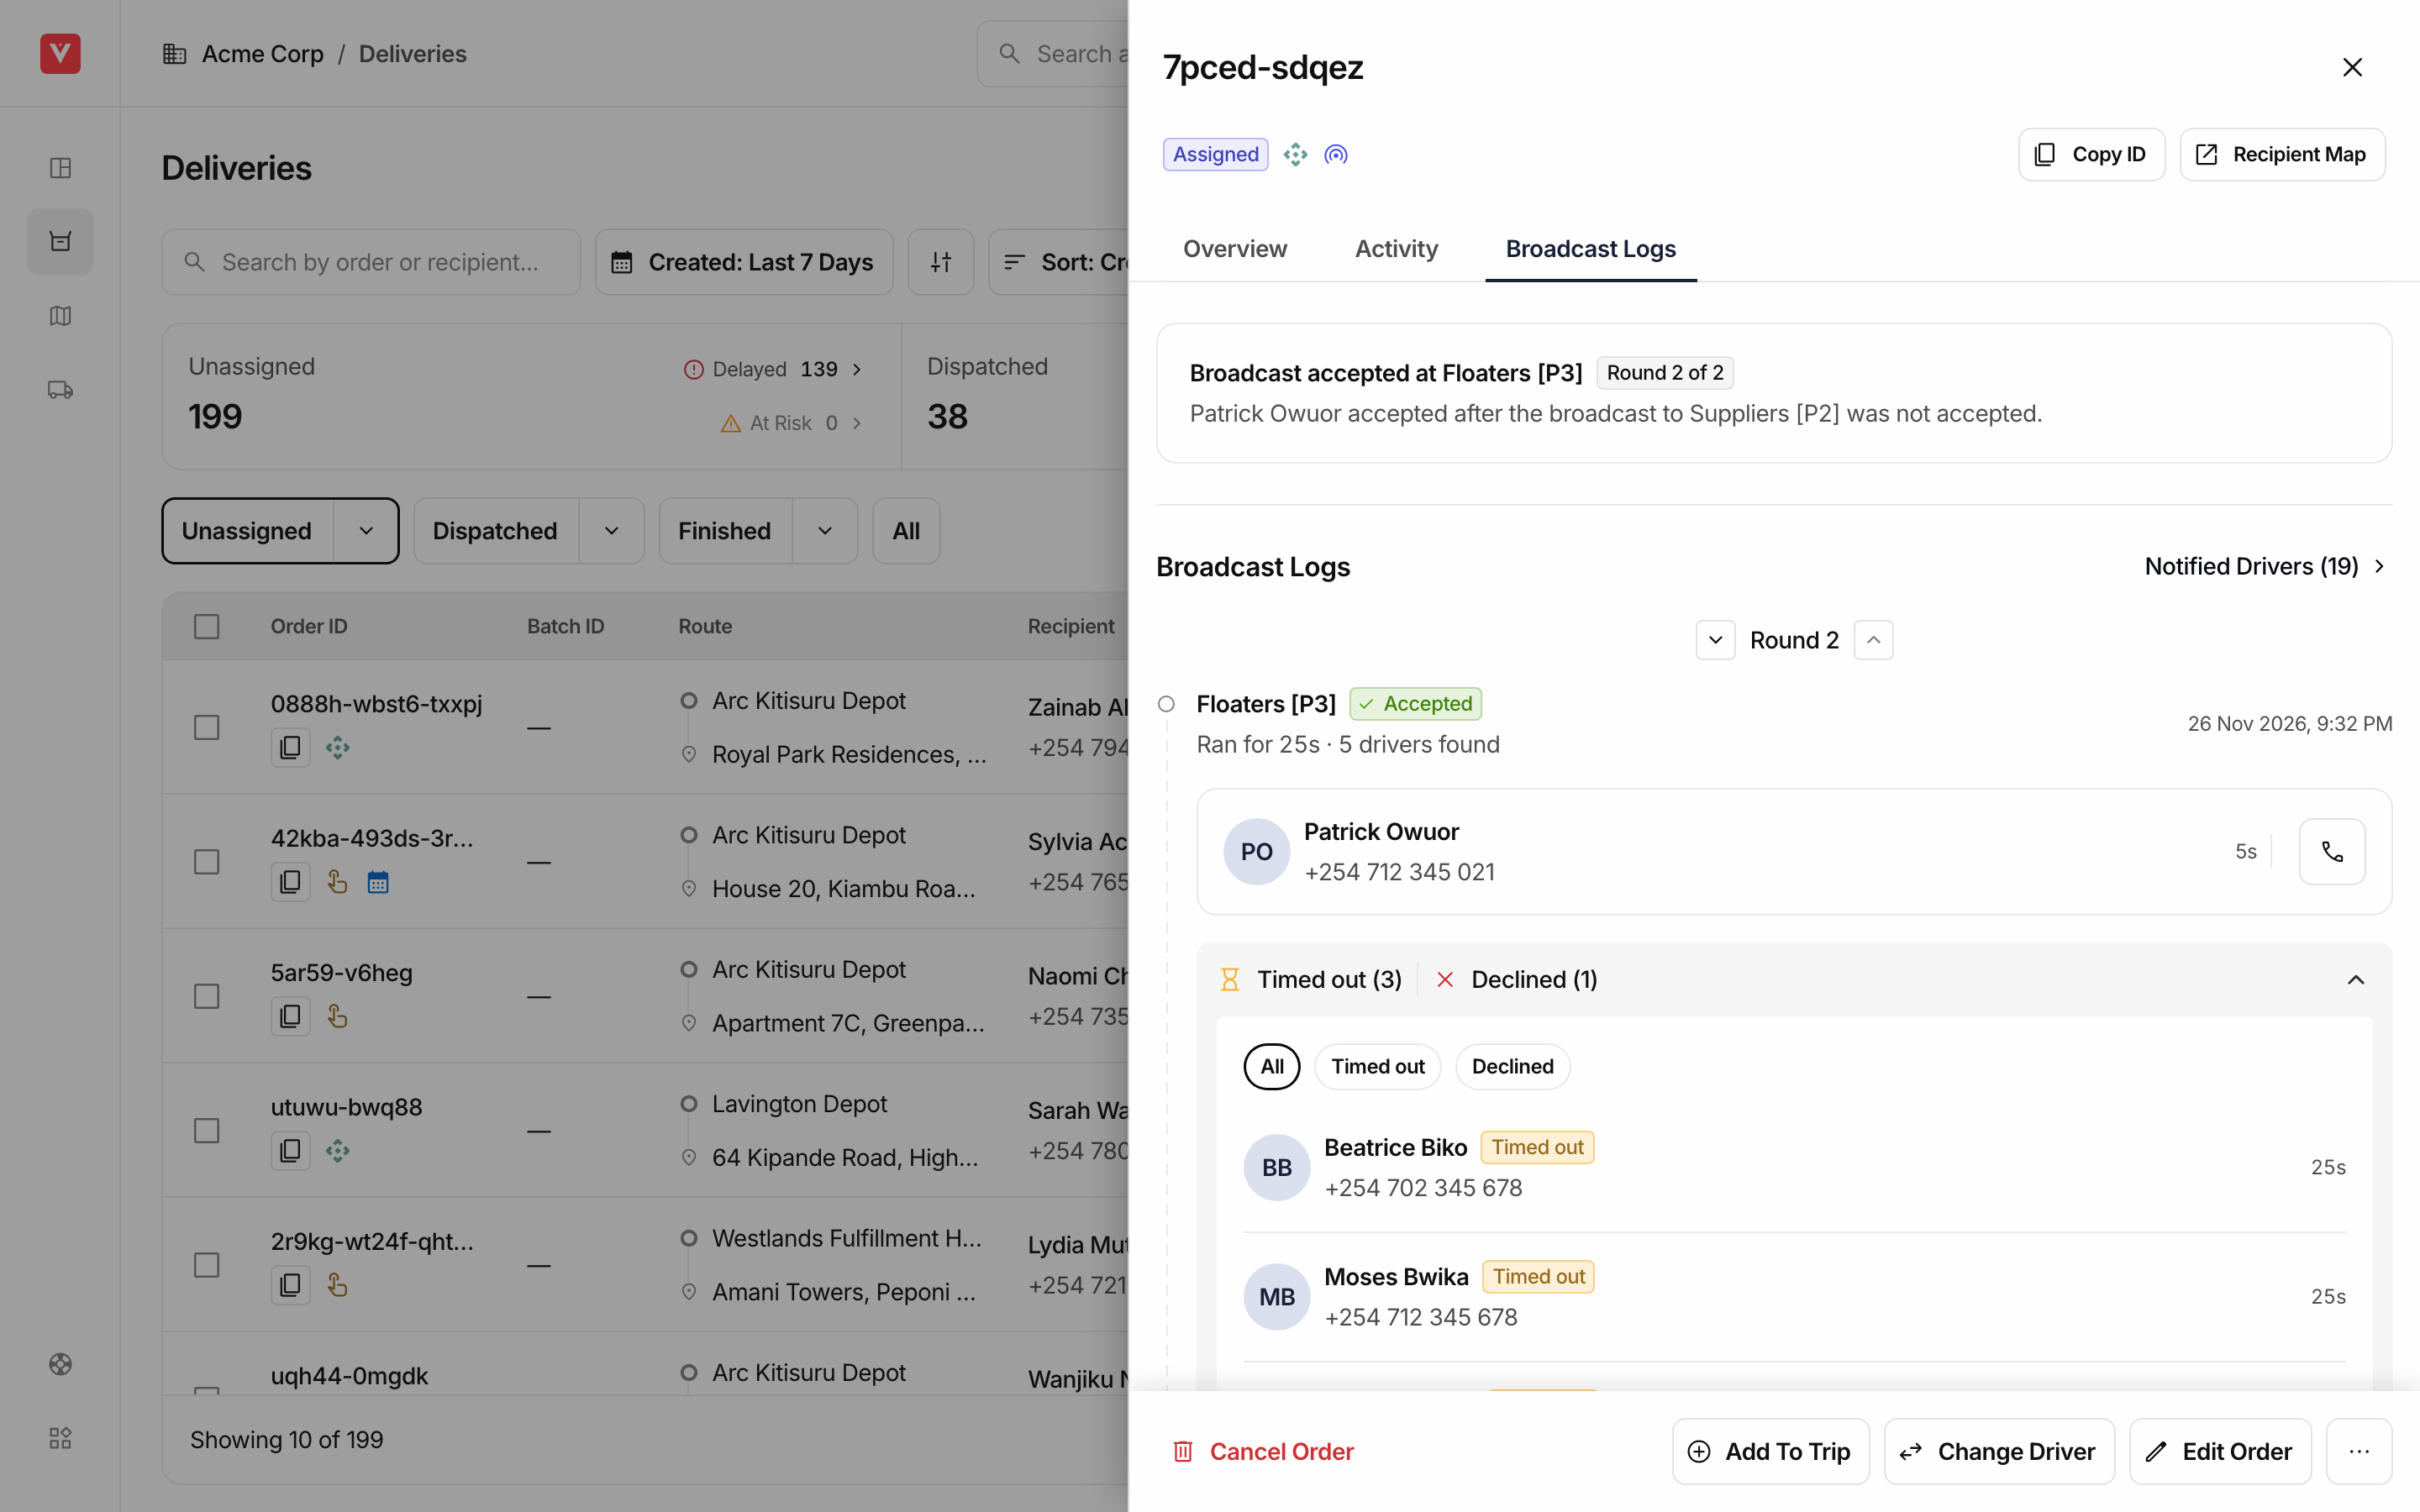 Acme Corp / Deliveries
Search a
Deliveries
Search by order or recipient...
Created: Last 7 Days
Sort: Cr
Unassigned
199
Delayed 139
At Risk 0
Dispatched
38
Unassigned
Dispatched
Finished
All
Order ID
Batch ID
Route
Recipient
0888h-wbst6-txxpj
—
Arc Kitisuru Depot
Royal Park Residences, ...
Zainab Al
+254 794
42kba-493ds-3r...
—
Arc Kitisuru Depot
House 20, Kiambu Roa...
Sylvia Ac
+254 765
5ar59-v6heg
—
Arc Kitisuru Depot
Apartment 7C, Greenpa...
Naomi Ch
+254 735
utuwu-bwq88
—
Lavington Depot
64 Kipande Road, High...
Sarah Wa
+254 780
2r9kg-wt24f-qht...
—
Westlands Fulfillment H...
Amani Towers, Peponi ...
Lydia Mut
+254 721
uqh44-0mgdk
Arc Kitisuru Depot
Wanjiku N
Showing 10 of 199
7pced-sdqez
Assigned
Copy ID
Recipient Map
Overview
Activity
Broadcast Logs
Broadcast accepted at Floaters [P3] Round 2 of 2
Patrick Owuor accepted after the broadcast to Suppliers [P2] was not accepted.
Broadcast Logs
Notified Drivers (19)
Round 2
Floaters [P3] Accepted
Ran for 25s · 5 drivers found
26 Nov 2026, 9:32 PM
PO
Patrick Owuor
+254 712 345 021
5s
Timed out (3)
Declined (1)
All
Timed out
Declined
BB
Beatrice Biko Timed out
+254 702 345 678
25s
MB
Moses Bwika Timed out
+254 712 345 678
25s
Cancel Order
Add To Trip
Change Driver
Edit Order